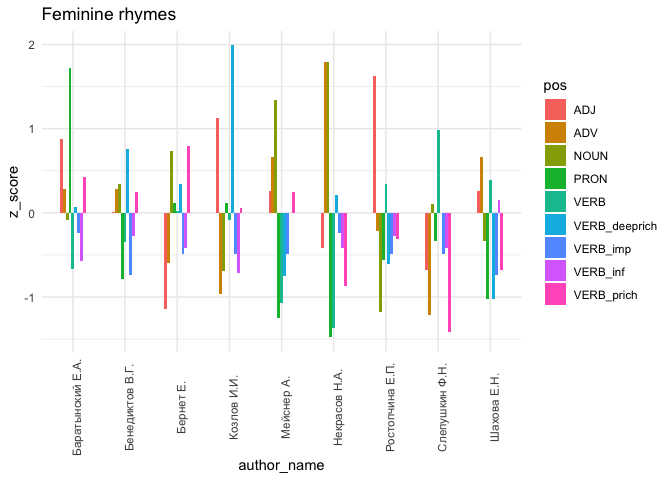 Feminine rhymes
z_score
2
1
0
-1
Баратынский Е.А.
Бенедиктов В.Г.
Бернет Е.
Козлов И.И.
Мейснер А.
Некрасов Н.А.
Ростопчина Е.П.
Слепушкин Ф.Н.
Шахова Е.Н.
author_name
pos
ADJ
ADV
NOUN
PRON
VERB
VERB_deeprich
VERB_imp
VERB_inf
VERB_prich